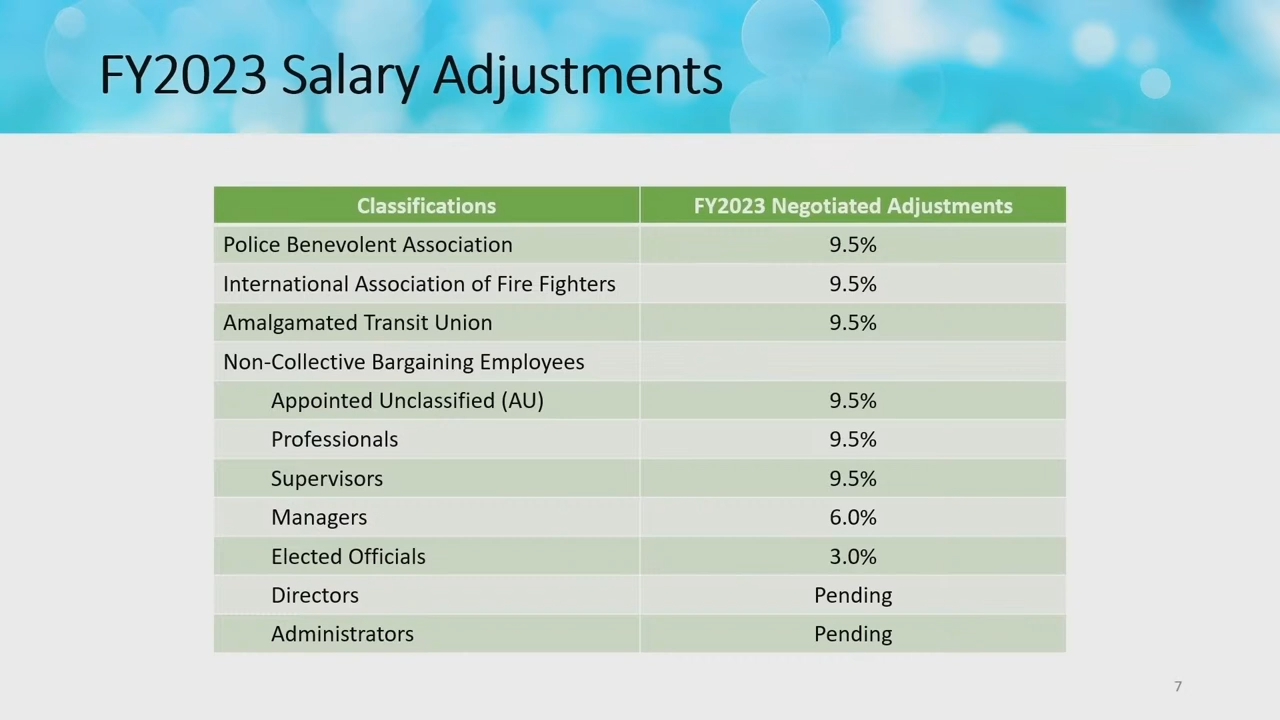 FY2023 Salary Adjustments
Classifications FY2023 Negotiated Adjustments
Police Benevolent Association 9.5%
International Association of Fire Fighters 9.5%
Amalgamated Transit Union 9.5%
Non-Collective Bargaining Employees
Appointed Unclassified (AU) 9.5%
Professionals 9.5%
Supervisors 9.5%
Managers 6.0%
Elected Officials 3.0%
Directors Pending
Administrators Pending
7